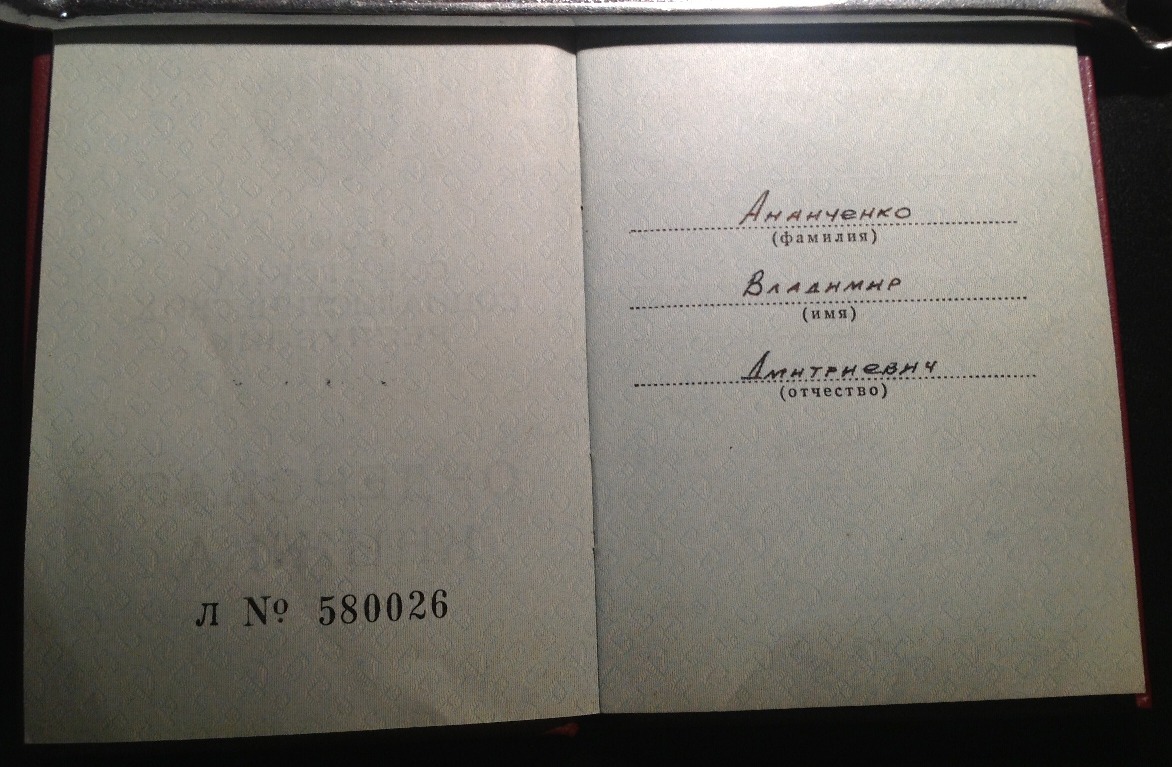 л № 580026
Ананченко
(фамилия)
Владимир
(имя)
Дмитриевич
(отчество)